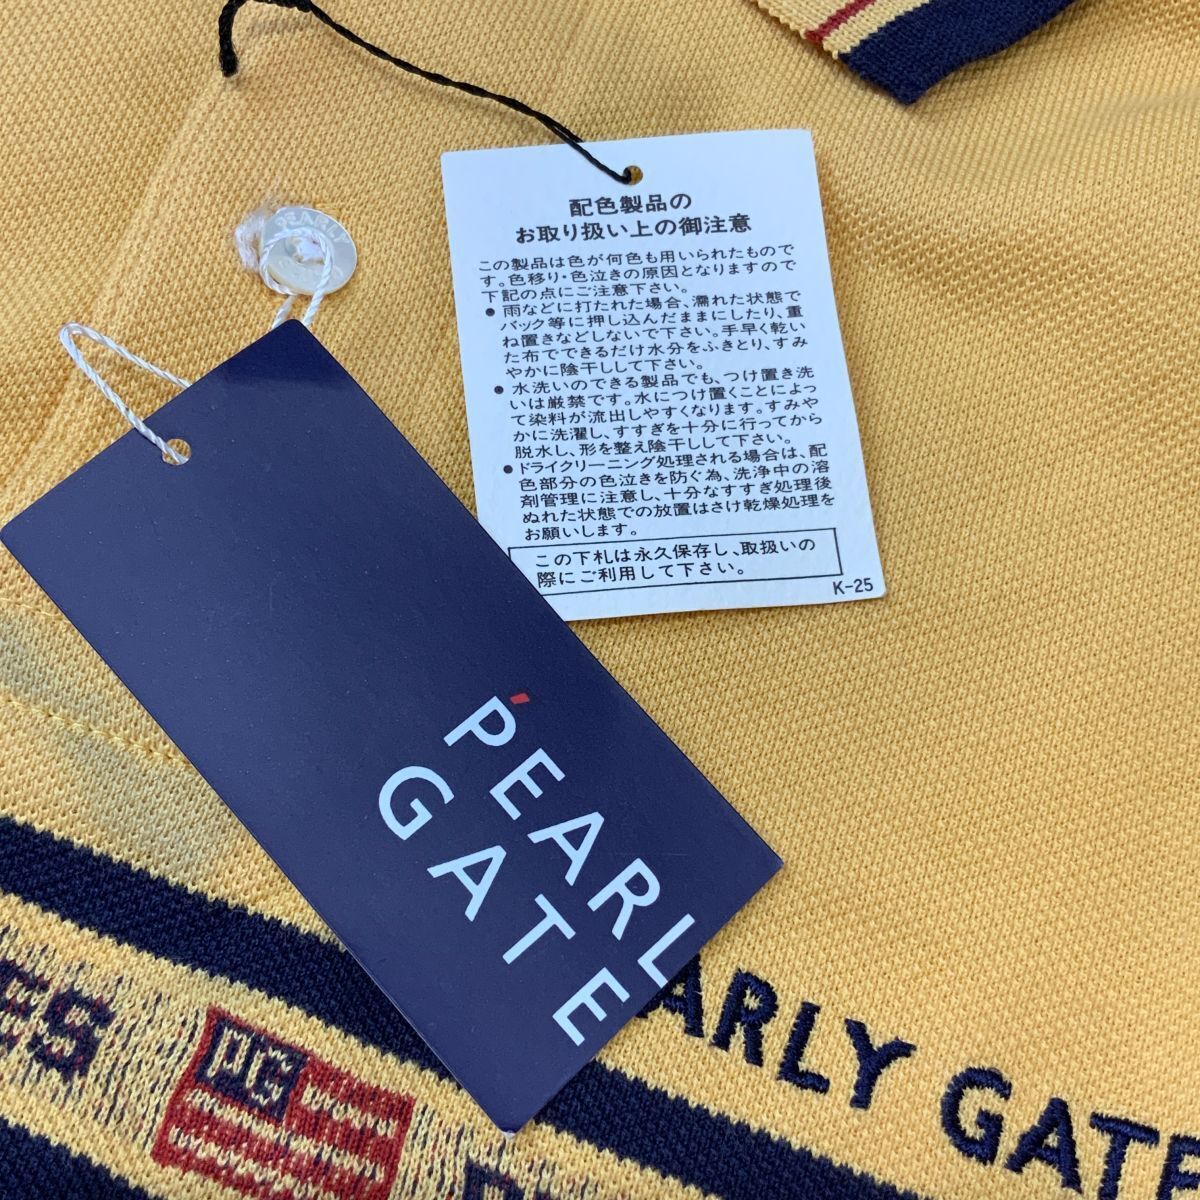 配色製品の
お取り扱い上の御注意
この製品は色が何色も用いられたもので
す。色移り・色泣きの原因となりますので
下記の点にご注意下さい。
● 雨などに打たれた場合、濡れた状態で
バック等に押し込んだままにしたり、重
ね置きなどしないで下さい。手早く乾い
た布でできるだけ水分をふきとり、すみ
やかに陰干しして下さい。
● 水洗いのできる製品でも、つけ置き洗
いは厳禁です。水につけ置くことによっ
て染料が流出しやすくなります。すみや
かに洗濯し、すすぎを十分に行ってから
脱水し、形を整え陰干しして下さい。
● ドライクリーニング処理される場合は、配
色部分の色泣きを防ぐ為、洗浄中の溶
剤管理に注意し、十分なすすぎ処理後
ぬれた状態での放置はさけ乾燥処理を
お願いします。
この下札は永久保存し、取扱いの
際にご利用して下さい。
K-25
PEARLY
PEARL
GATE
ARLY GATE
ES
PG